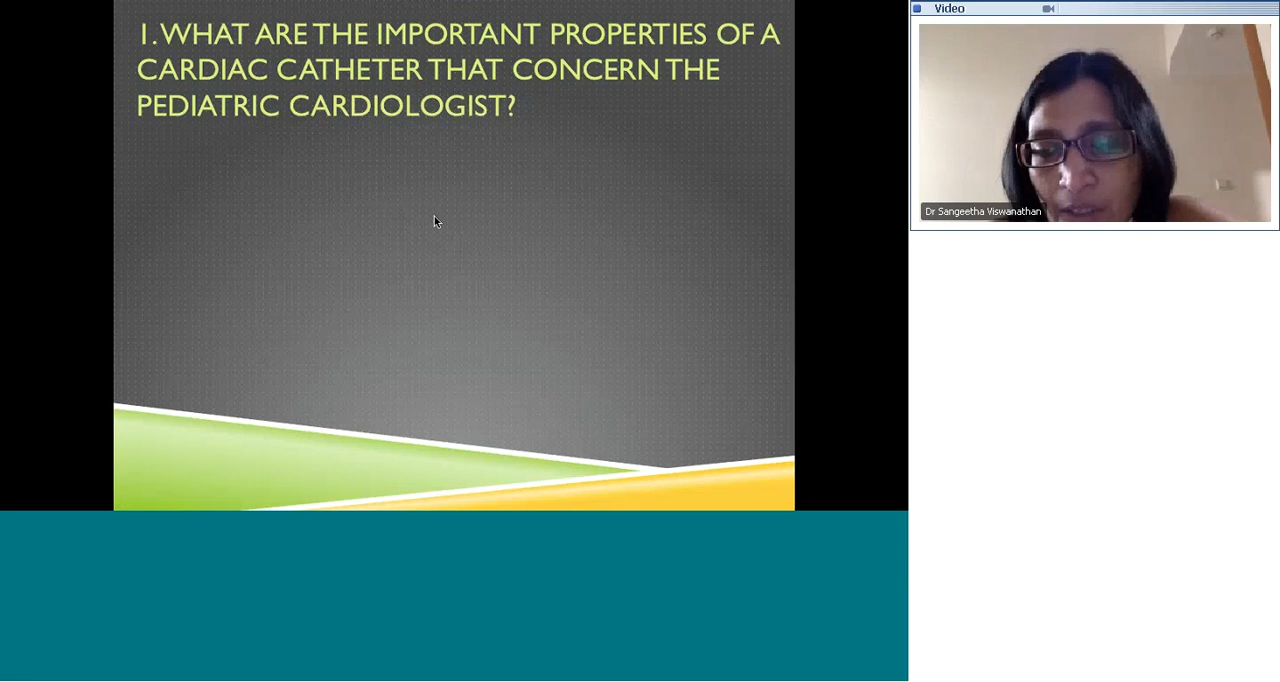 1. WHAT ARE THE IMPORTANT PROPERTIES OF A
CARDIAC CATHETER THAT CONCERN THE
PEDIATRIC CARDIOLOGIST?
Video
Dr Sangeetha Viswanathan